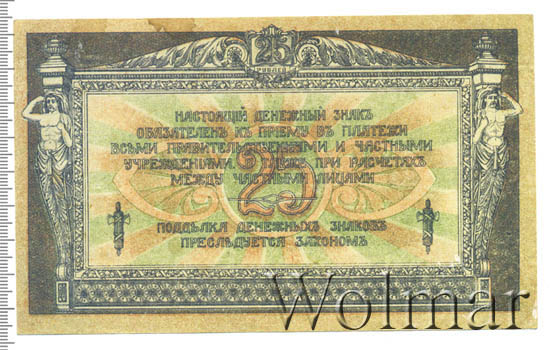 25
РУБЛЕЙ
НАСТОЯЩІЙ ДЕНЕЖНЫЙ ЗНАКЪ
ОБЯЗАТЕЛЕНЪ КЪ ПРІЕМУ ВЪ ПЛАТЕЖИ
ВСѢМИ ПРАВИТЕЛЬСТВЕННЫМИ И ЧАСТНЫМИ
УЧРЕЖДЕНІЯМИ, А ТАКЖЕ ПРИ РАСЧЕТАХЪ
МЕЖДУ ЧАСТНЫМИ ЛИЦАМИ
25
ПОДДѢЛКА ДЕНЕЖНЫХЪ ЗНАКОВЪ
ПРЕСЛѢДУЕТСЯ ЗАКОНОМЪ
Wolmar